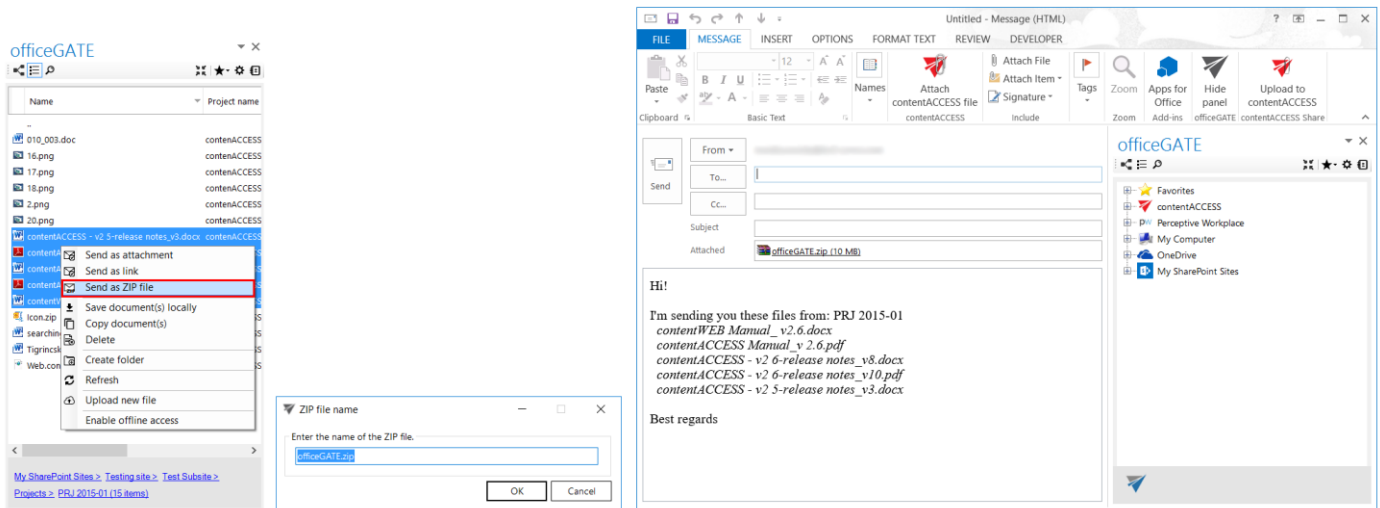 officeGATE
Name Project name
..
010_003.doc contenACCESS
16.png contenACCESS
17.png contenACCESS
18.png contenACCESS
2.png contenACCESS
20.png contenACCESS
contentACCESS - v2 5-release notes_v3.docx contenACCESS
Send as attachment
Send as link
Send as ZIP file
Save document(s) locally
Icon.zip
Copy document(s)
searchin
Delete
Tigrincsk
Web.con
Create folder
Refresh
Upload new file
Enable offline access
My SharePoint Sites > Testing site > Test Subsite >
Projects > PRJ 2015-01 (15 items)
ZIP file name
Enter the name of the ZIP file.
officeGATE.zip
OK Cancel
Untitled - Message (HTML)
FILE MESSAGE INSERT OPTIONS FORMAT TEXT REVIEW DEVELOPER
Paste
12
B I U
Names
Attach
contentACCESS file
Attach File
Attach Item
Signature
Tags
Zoom
Apps for
Office
Hide
panel
Upload to
contentACCESS
Clipboard Basic Text contentACCESS Include Zoom Add-ins officeGATE contentACCESS Share
Send
From
To...
Cc...
Subject
Attached officeGATE.zip (10 MB)
Hi!
I'm sending you these files from: PRJ 2015-01
contentWEB Manual_ v2.6.docx
contentACCESS Manual_v 2.6.pdf
contentACCESS - v2 6-release notes_v8.docx
contentACCESS - v2 6-release notes_v10.pdf
contentACCESS - v2 5-release notes_v3.docx
Best regards
officeGATE
Favorites
contentACCESS
Perceptive Workplace
My Computer
OneDrive
My SharePoint Sites